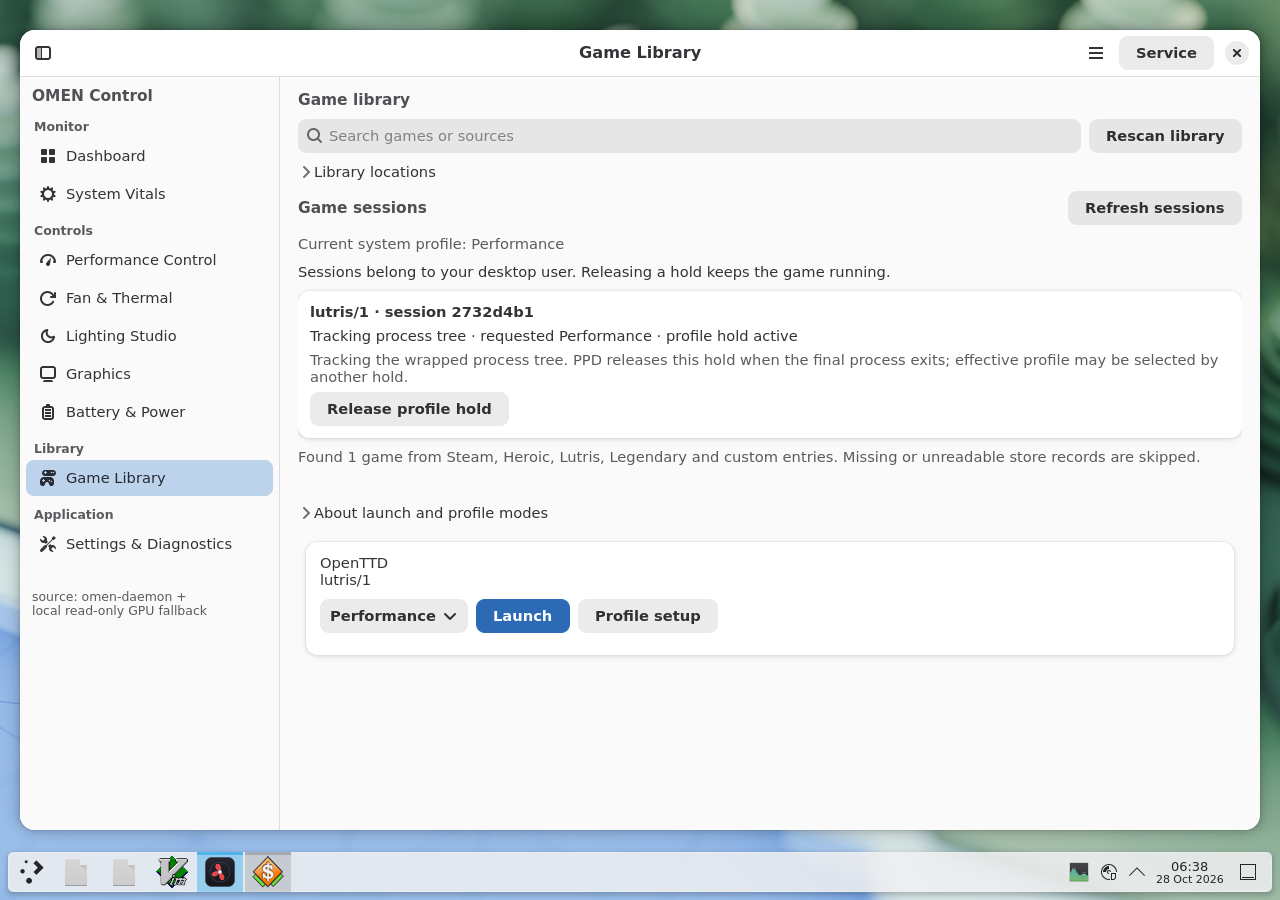 Game Library
Service
OMEN Control
Monitor
Dashboard
System Vitals
Controls
Performance Control
Fan & Thermal
Lighting Studio
Graphics
Battery & Power
Library
Game Library
Application
Settings & Diagnostics
source: omen-daemon +
local read-only GPU fallback
Game library
Search games or sources
Rescan library
Library locations
Game sessions
Refresh sessions
Current system profile: Performance
Sessions belong to your desktop user. Releasing a hold keeps the game running.
lutris/1 · session 2732d4b1
Tracking process tree · requested Performance · profile hold active
Tracking the wrapped process tree. PPD releases this hold when the final process exits; effective profile may be selected by
another hold.
Release profile hold
Found 1 game from Steam, Heroic, Lutris, Legendary and custom entries. Missing or unreadable store records are skipped.
About launch and profile modes
OpenTTD
lutris/1
Performance
Launch
Profile setup
06:38
28 Oct 2026